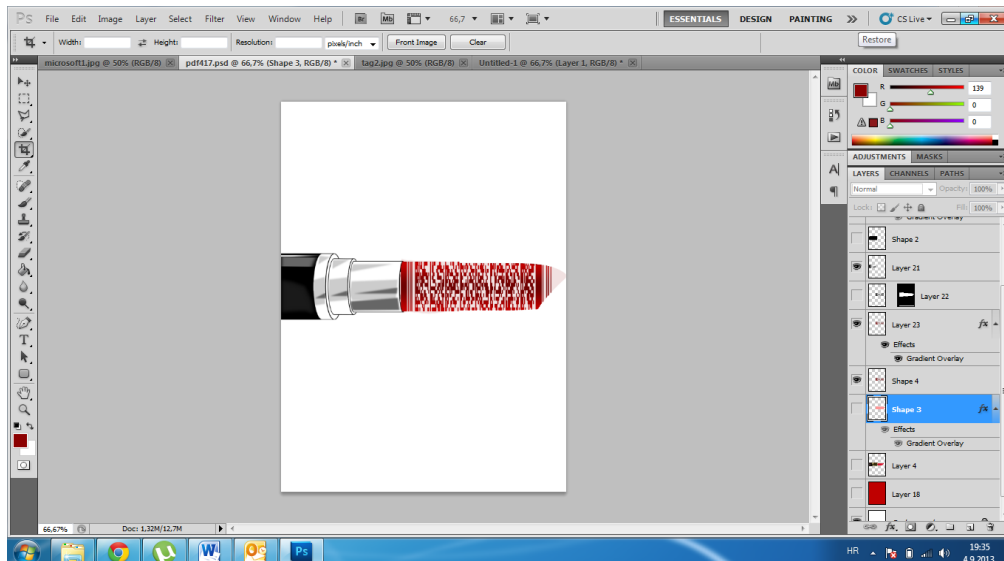 Ps File Edit Image Layer Select Filter View Window Help Br Mb 66,7 ESSENTIALS DESIGN PAINTING CS Live
Width: Height: Resolution: pixels/inch Front Image Clear
Restore
microsoft1.jpg @ 50% (RGB/8) pdf417.psd @ 66,7% (Shape 3, RGB/8) * tag2.jpg @ 50% (RGB/8) Untitled-1 @ 66,7% (Layer 1, RGB/8) *
COLOR SWATCHES STYLES
R 139
G 0
B 0
Mb
ADJUSTMENTS MASKS
LAYERS CHANNELS PATHS
Normal Opacity: 100%
Lock: Fill: 100%
Gradient Overlay
Shape 2
Layer 21
Layer 22
Layer 23 fx
Effects
Gradient Overlay
Shape 4
Shape 3 fx
Effects
Gradient Overlay
Layer 4
Layer 18
66,67% Doc: 1,32M/12,7M
HR 19:35
4.9.2013